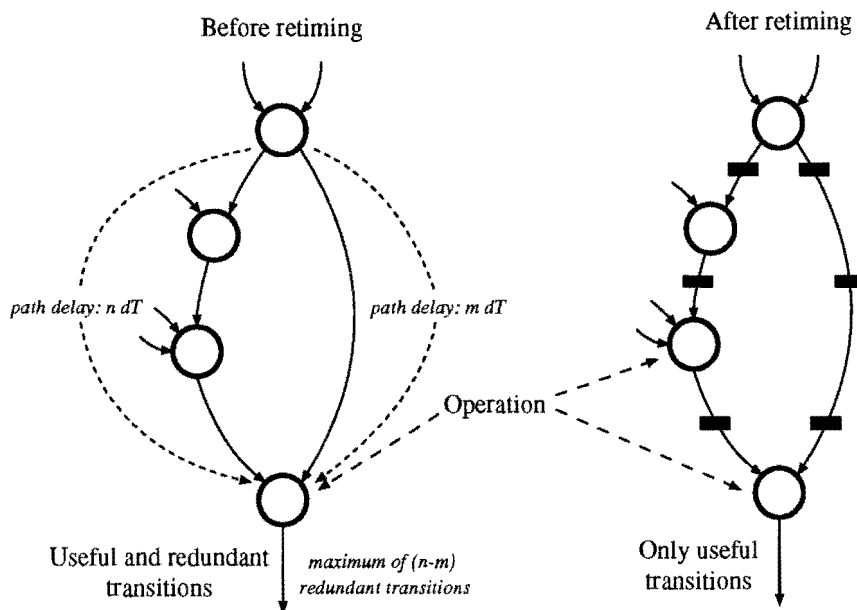 Before retiming
After retiming
path delay: n dT
path delay: m dT
Operation
Useful and redundant
transitions
maximum of (n-m)
redundant transitions
Only useful
transitions